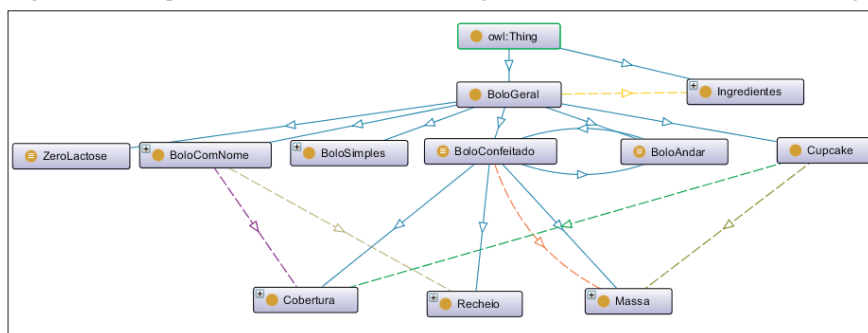 owl:Thing
BoloGeral
Ingredientes
ZeroLactose
BoloComNome
BoloSimples
BoloConfeitado
BoloAndar
Cupcake
Cobertura
Recheio
Massa